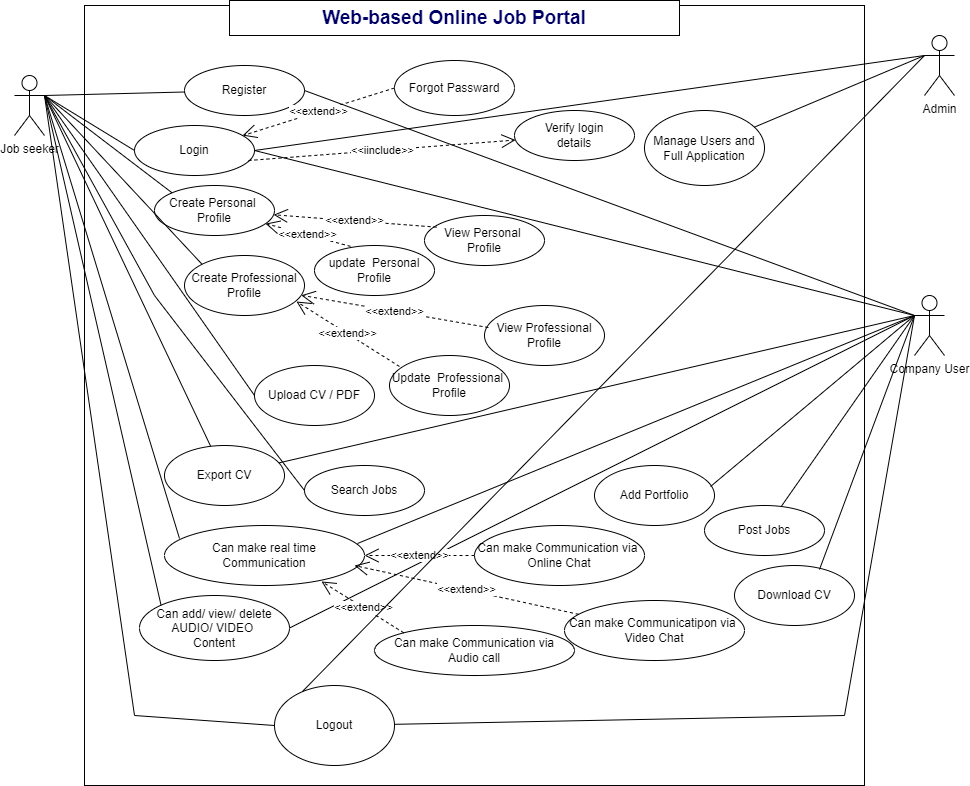 Web-based Online Job Portal
Register
Forgot Password
<<extend>>
Admin
Job seeker
Login
<<iinclude>>
Verify login
details
Manage Users and
Full Application
Create Personal
Profile
<<extend>>
<<extend>>
View Personal
Profile
update  Personal
Profile
Create Professional
Profile
<<extend>>
<<extend>>
View Professional
Profile
Company User
Update  Professional
Profile
Upload CV / PDF
Export CV
Search Jobs
Add Portfolio
Post Jobs
Can make real time
Communication
<<extend>>
Can make Communication via
Online Chat
<<extend>>
Download CV
<<extend>>
Can add/ view/ delete
AUDIO/ VIDEO
Content
Can make Communicatipon via
Video Chat
Can make Communication via
Audio call
Logout